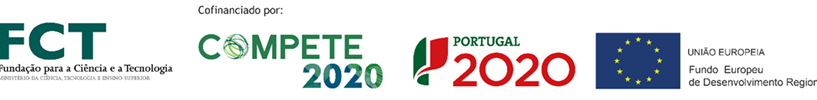 Cofinanciado por:
FCT
Fundação para a Ciência e a Tecnologia
MINISTÉRIO DA CIÊNCIA, TECNOLOGIA E ENSINO SUPERIOR
COMPETE
2020
PORTUGAL
2020
UNIÃO EUROPEIA
Fundo Europeu
de Desenvolvimento Region